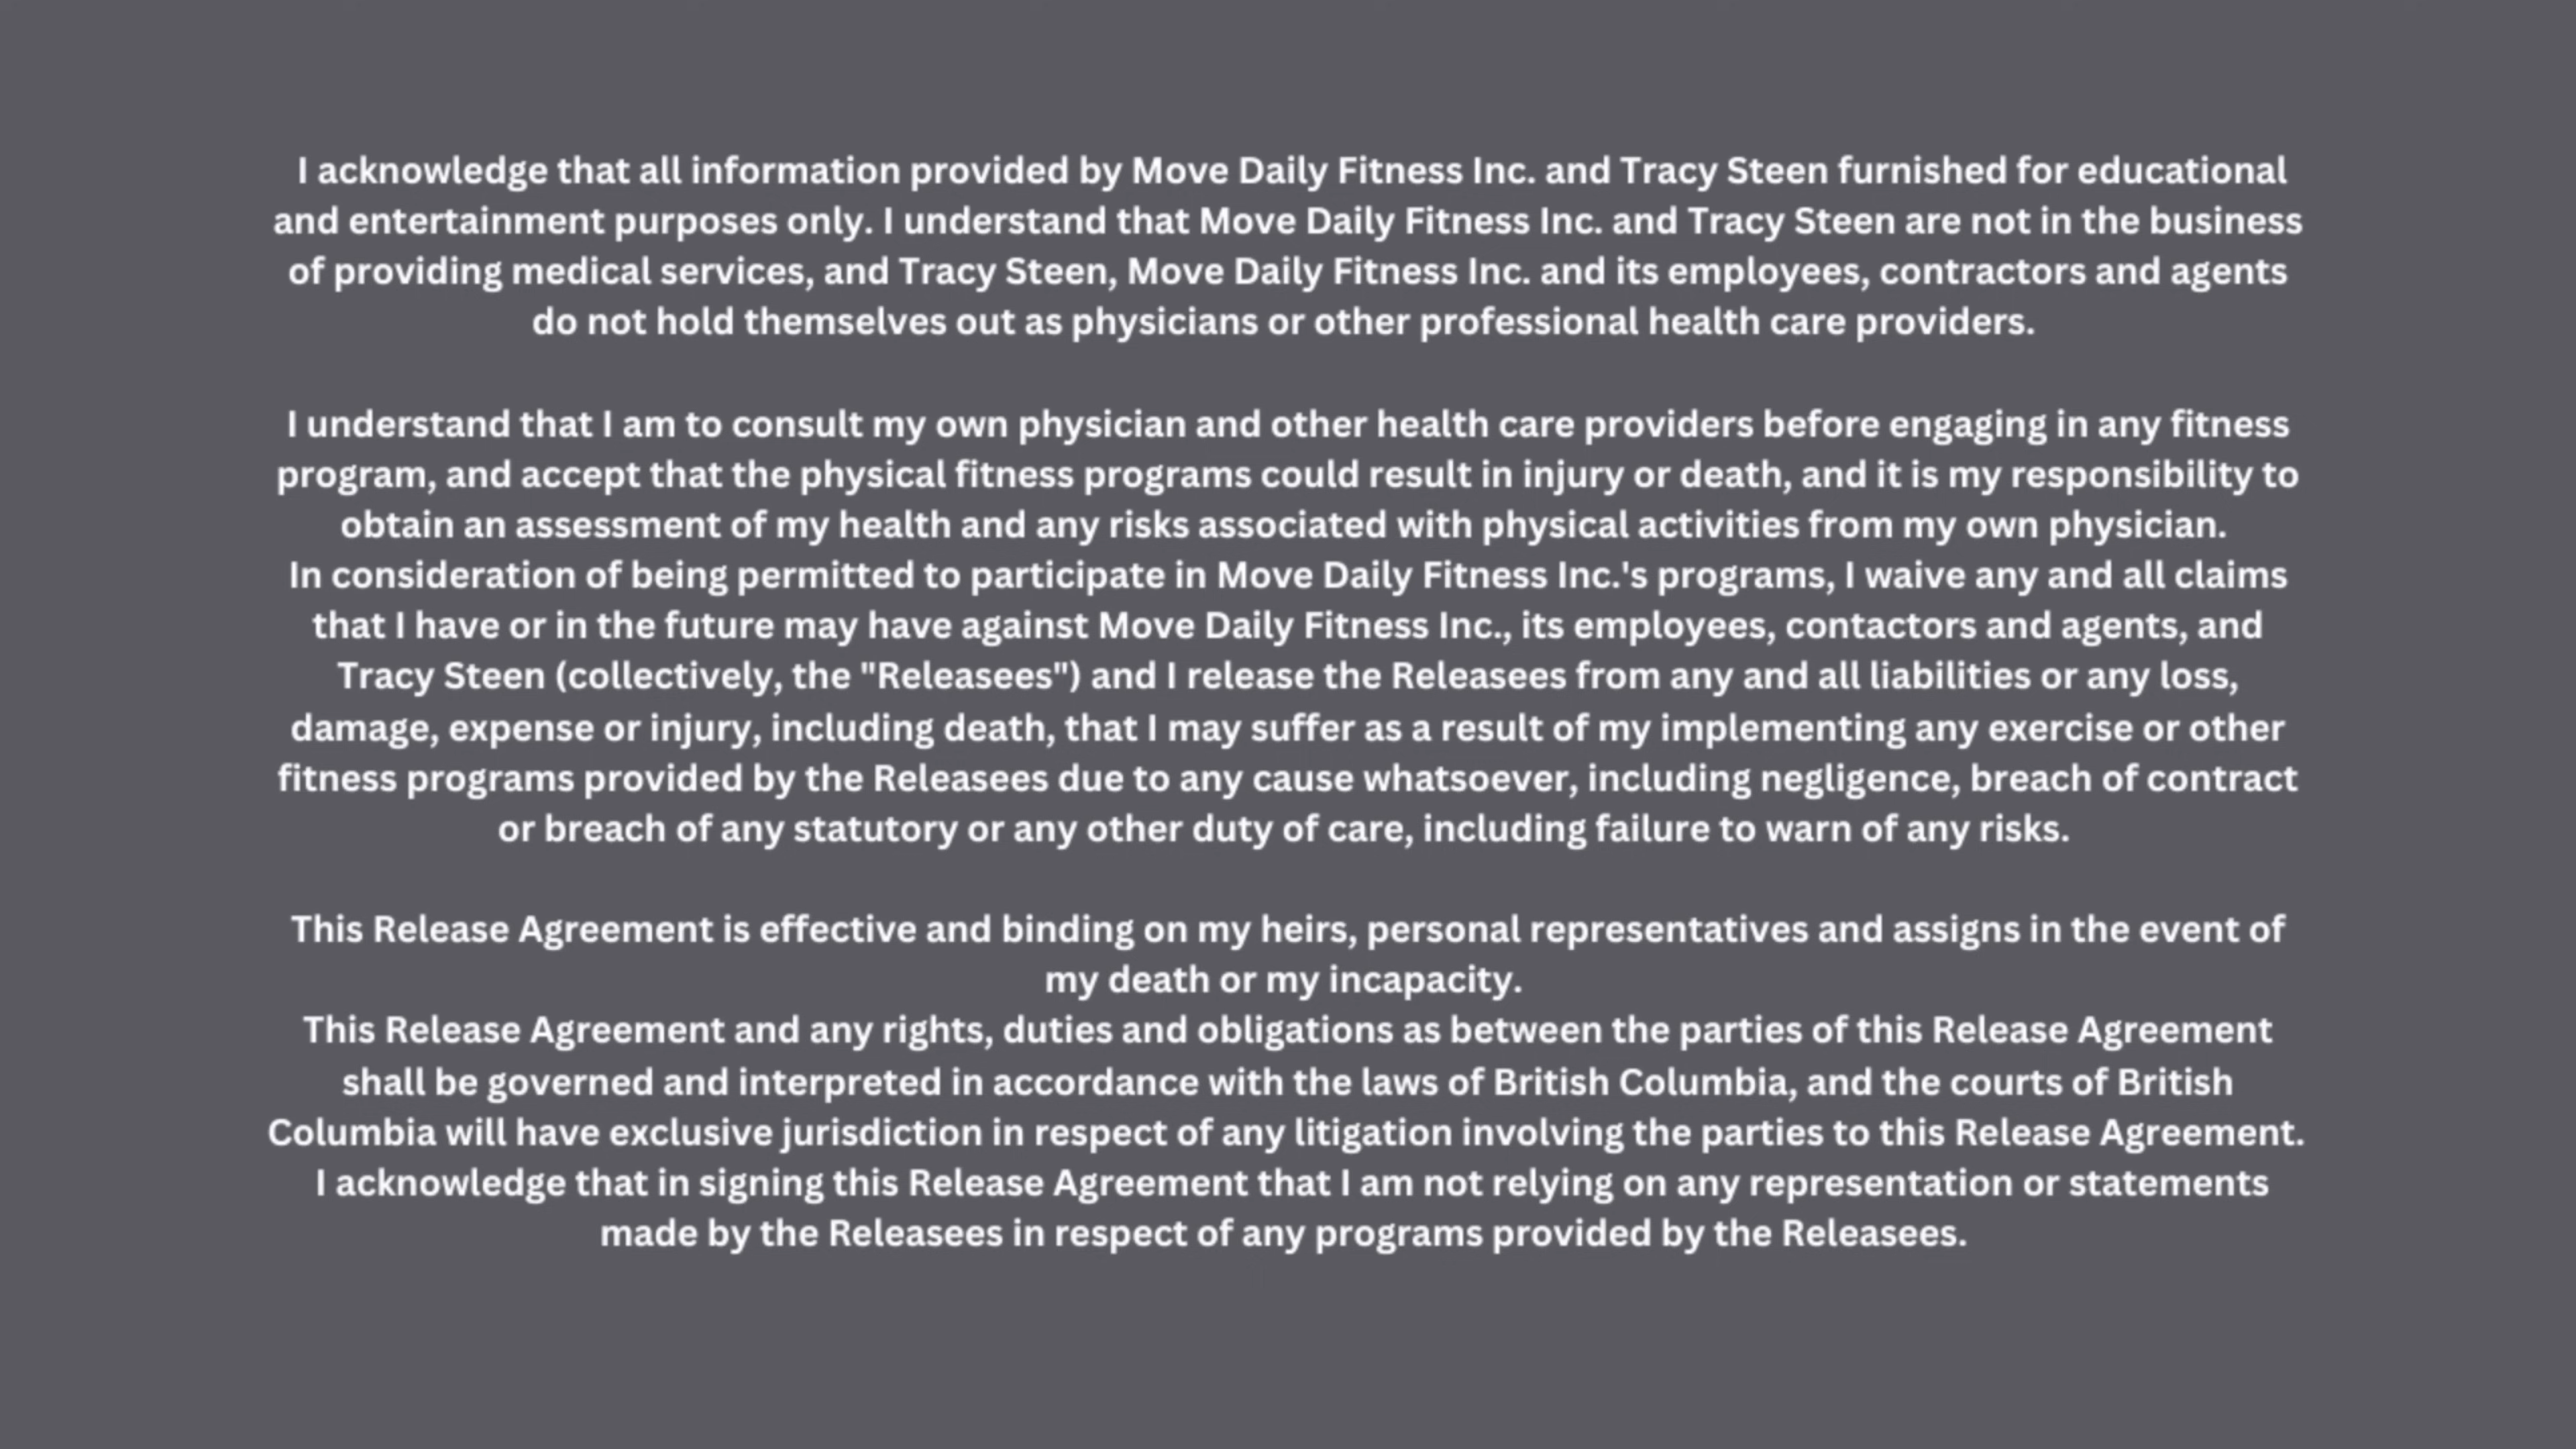 I acknowledge that all information provided by Move Daily Fitness Inc. and Tracy Steen furnished for educational
and entertainment purposes only. I understand that Move Daily Fitness Inc. and Tracy Steen are not in the business
of providing medical services, and Tracy Steen, Move Daily Fitness Inc. and its employees, contractors and agents
do not hold themselves out as physicians or other professional health care providers.
I understand that I am to consult my own physician and other health care providers before engaging in any fitness
program, and accept that the physical fitness programs could result in injury or death, and it is my responsibility to
obtain an assessment of my health and any risks associated with physical activities from my own physician.
In consideration of being permitted to participate in Move Daily Fitness Inc.'s programs, I waive any and all claims
that I have or in the future may have against Move Daily Fitness Inc., its employees, contactors and agents, and
Tracy Steen (collectively, the "Releasees") and I release the Releasees from any and all liabilities or any loss,
damage, expense or injury, including death, that I may suffer as a result of my implementing any exercise or other
fitness programs provided by the Releasees due to any cause whatsoever, including negligence, breach of contract
or breach of any statutory or any other duty of care, including failure to warn of any risks.
This Release Agreement is effective and binding on my heirs, personal representatives and assigns in the event of
my death or my incapacity.
This Release Agreement and any rights, duties and obligations as between the parties of this Release Agreement
shall be governed and interpreted in accordance with the laws of British Columbia, and the courts of British
Columbia will have exclusive jurisdiction in respect of any litigation involving the parties to this Release Agreement.
I acknowledge that in signing this Release Agreement that I am not relying on any representation or statements
made by the Releasees in respect of any programs provided by the Releasees.